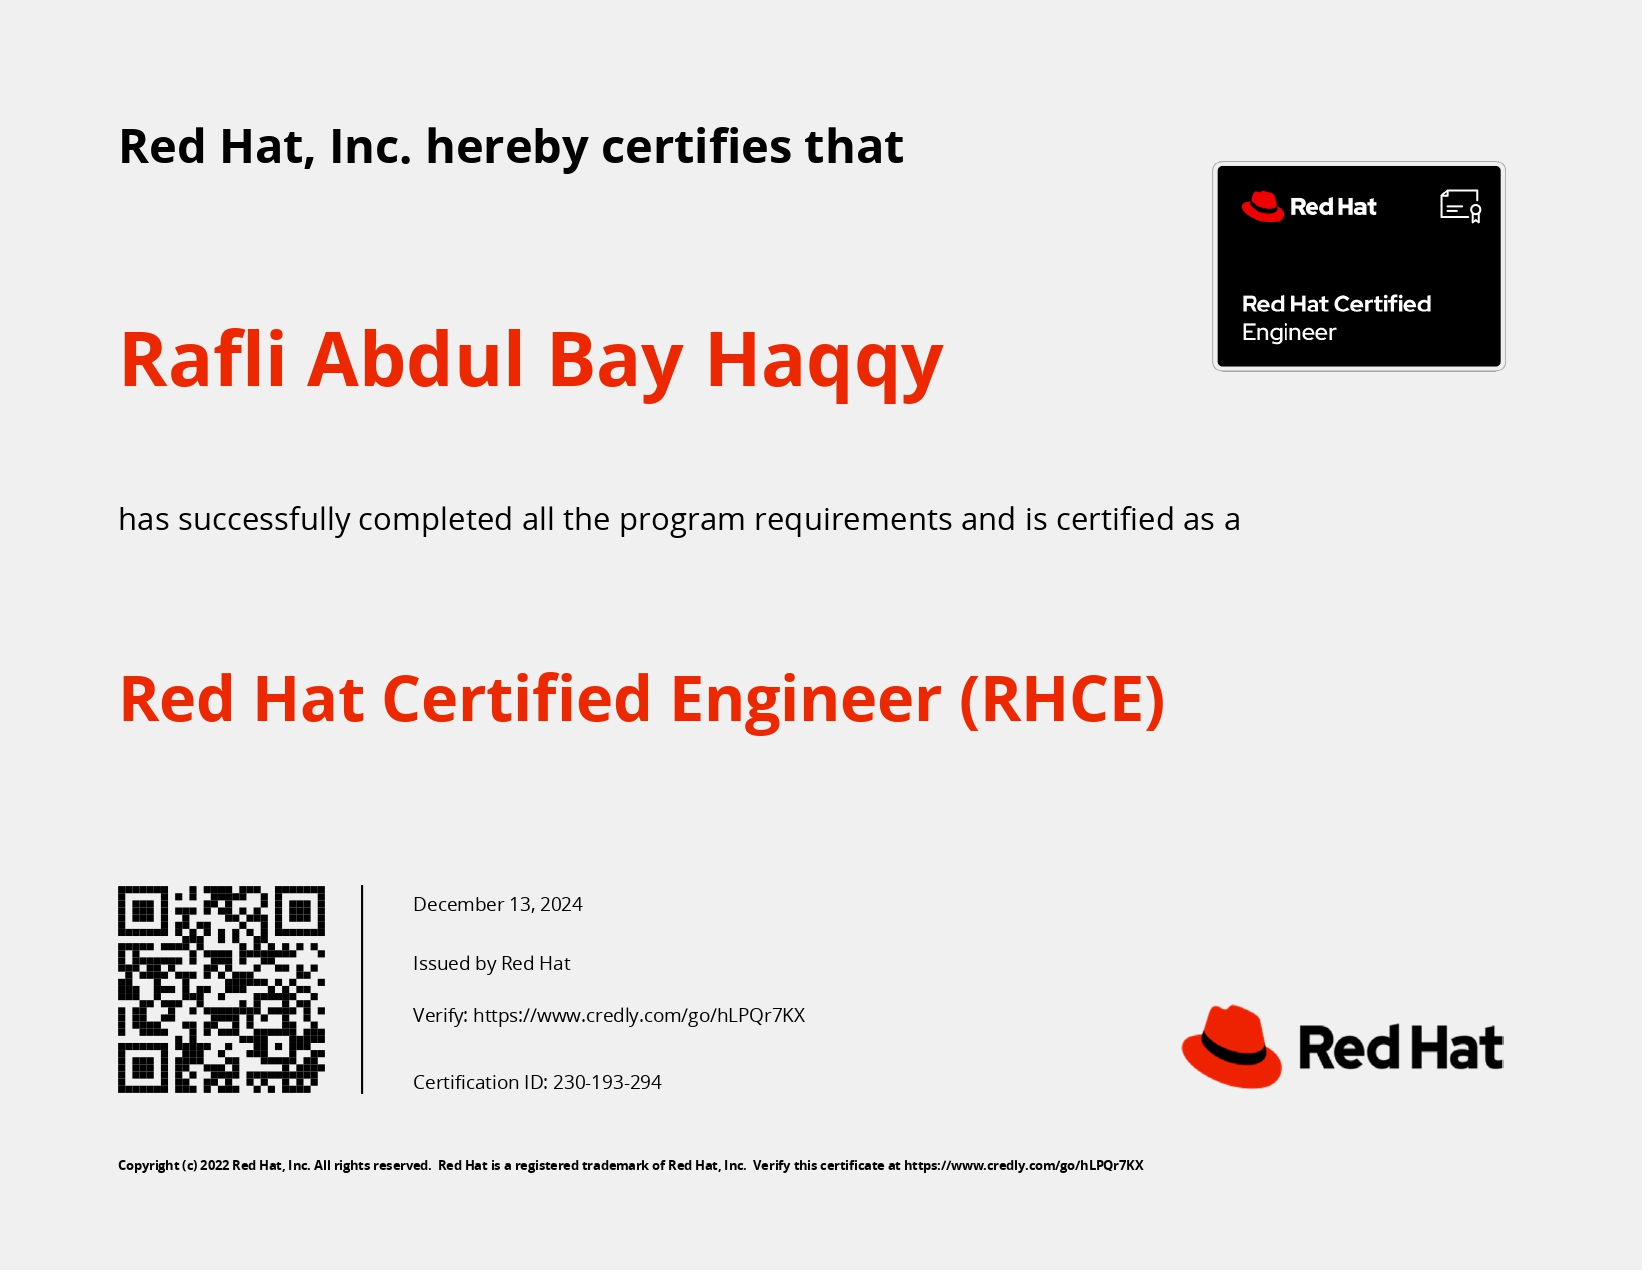 Red Hat, Inc. hereby certifies that
Red Hat
Red Hat Certified
Engineer
Rafli Abdul Bay Haqqy
has successfully completed all the program requirements and is certified as a
Red Hat Certified Engineer (RHCE)
December 13, 2024
Issued by Red Hat
Verify: https://www.credly.com/go/hLPQr7KX
Certification ID: 230-193-294
Red Hat
Copyright (c) 2022 Red Hat, Inc. All rights reserved.  Red Hat is a registered trademark of Red Hat, Inc.  Verify this certificate at https://www.credly.com/go/hLPQr7KX